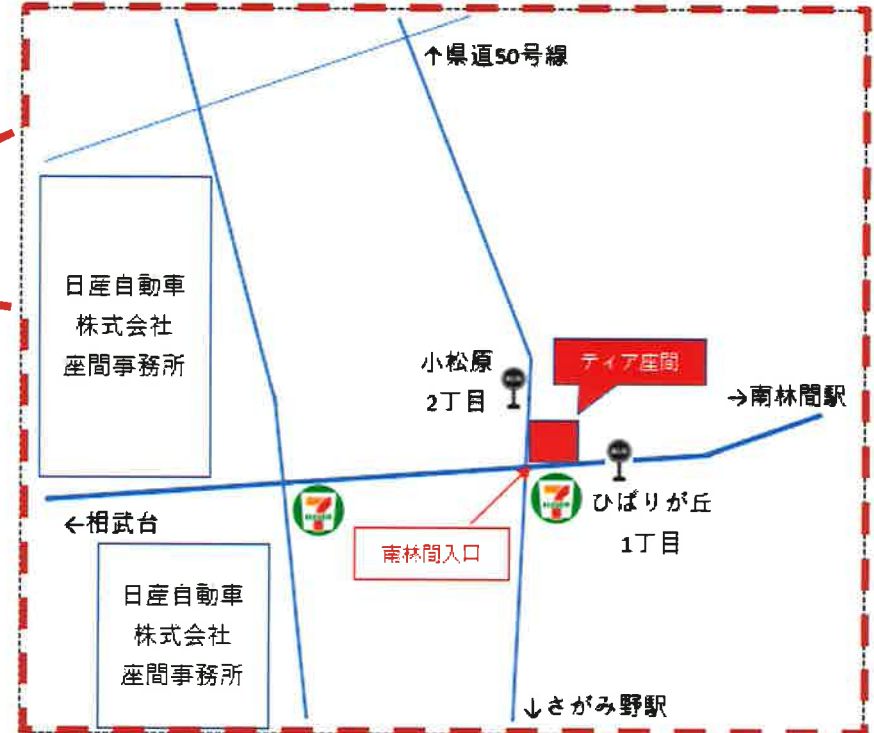 ↑県道50号線
日産自動車
株式会社
座間事務所
小松原
2丁目
ティア座間
→南林間駅
←相武台
ひばりが丘
1丁目
南林間入口
日産自動車
株式会社
座間事務所
↓さがみ野駅